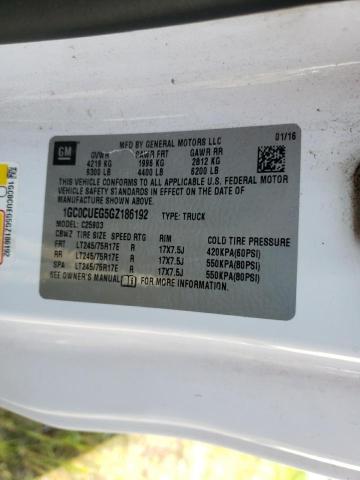 GM
MFD BY GENERAL MOTORS LLC
01/16
GVWR GAWR FRT GAWR RR
4218 KG 1996 KG 2812 KG
9300 LB 4400 LB 6200 LB
THIS VEHICLE CONFORMS TO ALL APPLICABLE U.S.
FEDERAL MOTOR VEHICLE SAFETY STANDARDS IN
EFFECT ON THE DATE OF MANUFACTURE SHOWN ABOVE.
1GC0CUEG5GZ186192 TYPE: TRUCK
MODEL: C25903
CBWZ TIRE SIZE SPEED RTG RIM COLD TIRE PRESSURE
FRT LT245/75R17E R 17X7.5J 420KPA(60PSI)
RR LT245/75R17E R 17X7.5J 550KPA(80PSI)
SPA LT245/75R17E R 17X7.5J 550KPA(80PSI)
SEE OWNER'S MANUAL FOR MORE INFORMATION.
1GC0CUEG5GZ186192